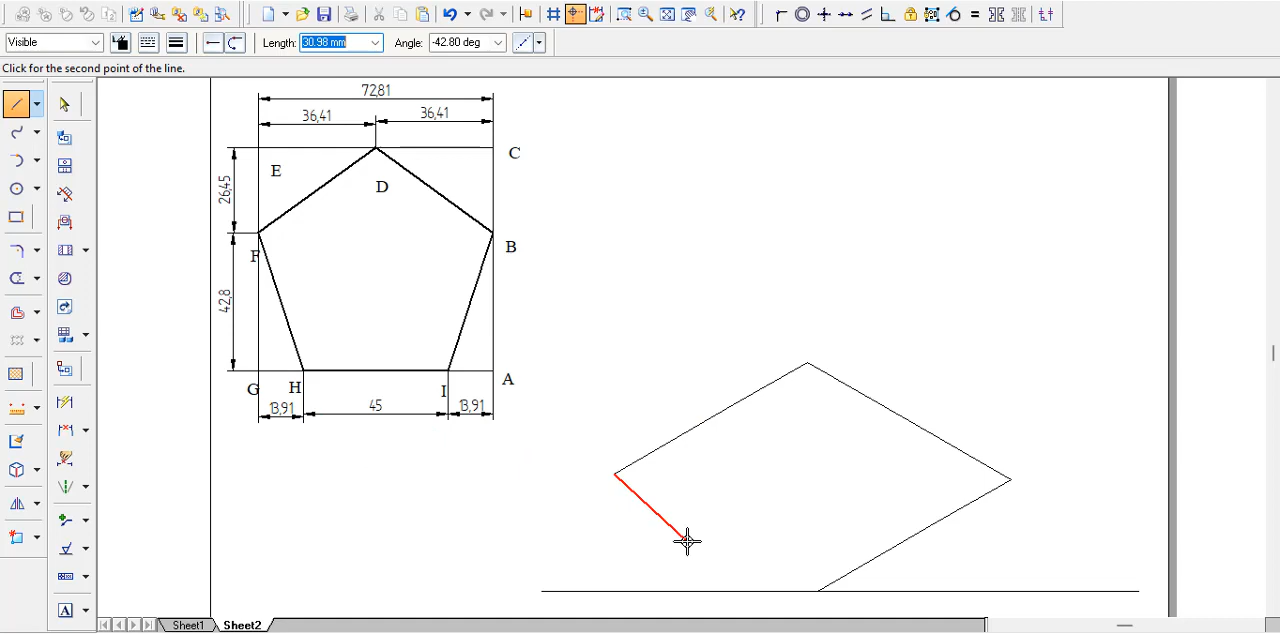 Visible
Length: 30.98 mm
Angle: -42.80 deg
Click for the second point of the line.
72,81
36,41
36,41
C
E
D
26,45
B
F
42,8
A
G
H
I
13,91
45
13,91
A
Sheet1
Sheet2